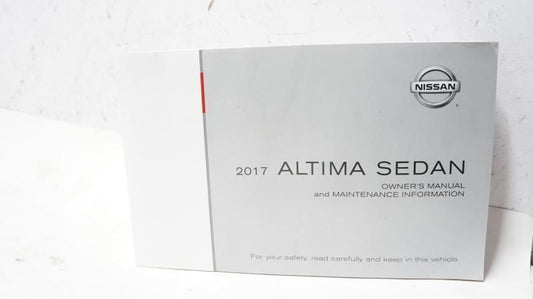 NISSAN
2017 ALTIMA SEDAN
OWNER'S MANUAL
and MAINTENANCE INFORMATION
For your safety, read carefully and keep in this vehicle.